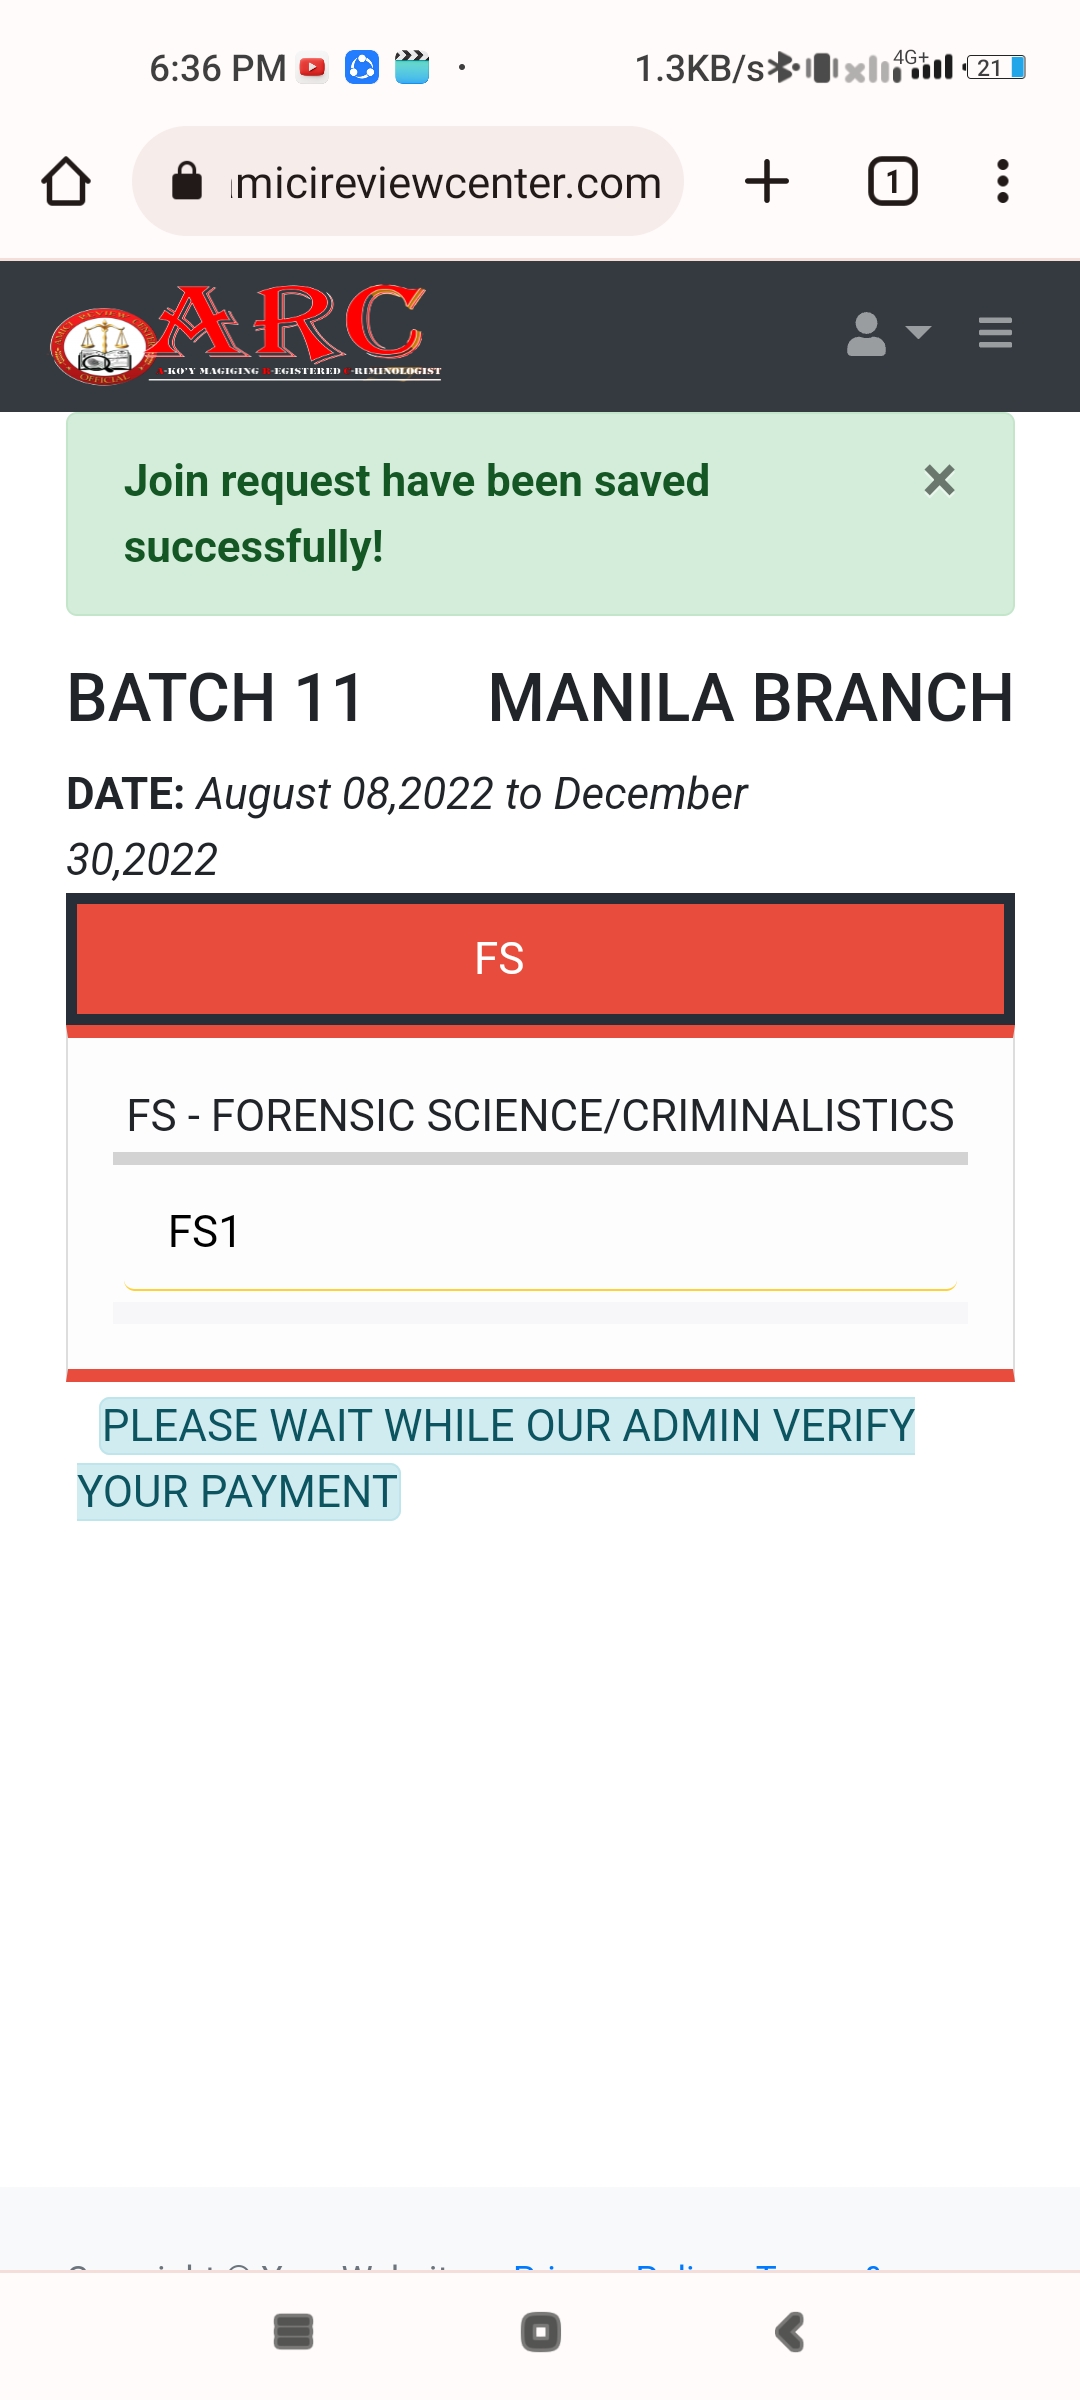 6:36 PM
1.3KB/s
4G+
21
micireviewcenter.com
1
ARC
A-KO'Y MAGIGING R-EGISTERED C-RIMINOLOGIST
OFFICIAL
Join request have been saved
successfully!
BATCH 11 MANILA BRANCH
DATE: August 08,2022 to December
30,2022
FS
FS - FORENSIC SCIENCE/CRIMINALISTICS
FS1
PLEASE WAIT WHILE OUR ADMIN VERIFY
YOUR PAYMENT